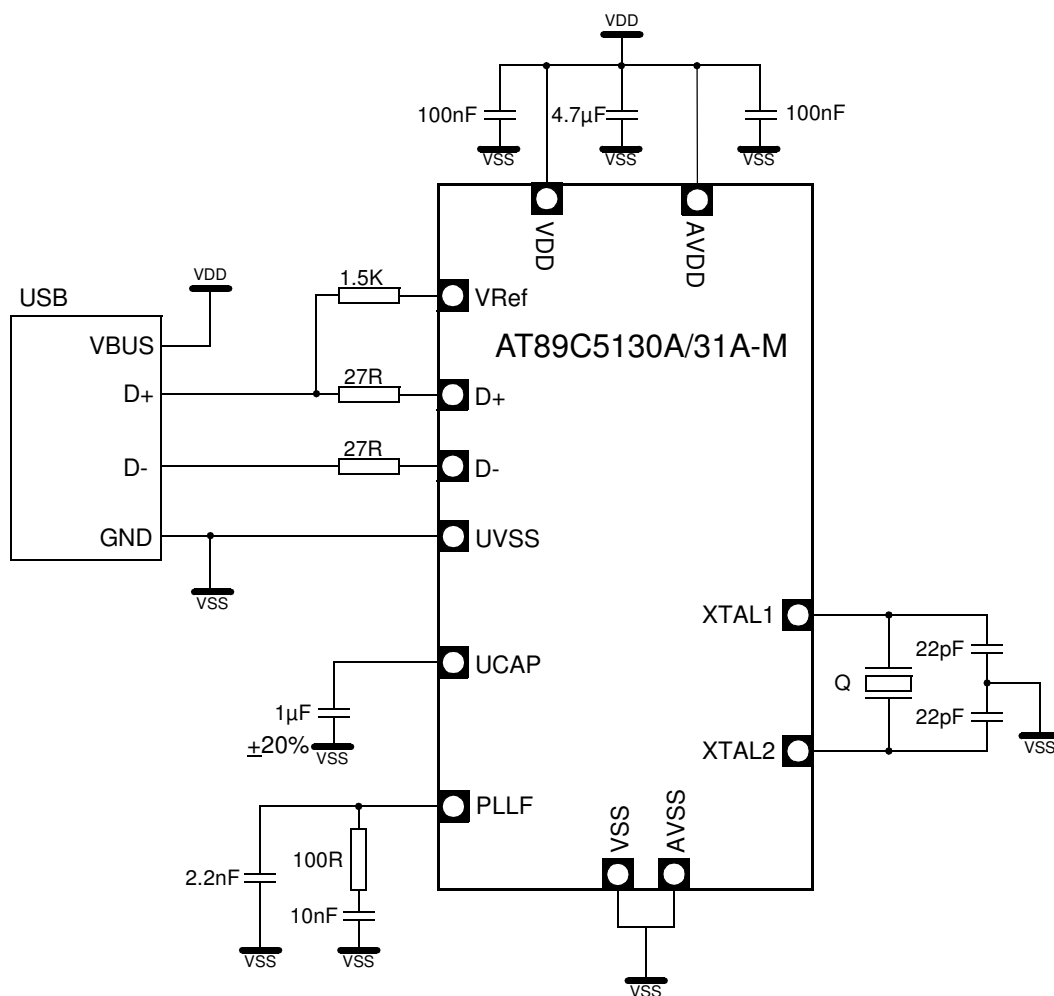 VDD
100nF
4.7µF
100nF
VSS
VSS
VSS
VDD
AVDD
VDD
1.5K
VRef
USB
AT89C5130A/31A-M
VBUS
27R
D+
D+
27R
D-
D-
GND
UVSS
VSS
XTAL1
UCAP
22pF
Q
1µF
22pF
±20%
VSS
VSS
XTAL2
PLLF
VSS
AVSS
100R
2.2nF
10nF
VSS
VSS
VSS